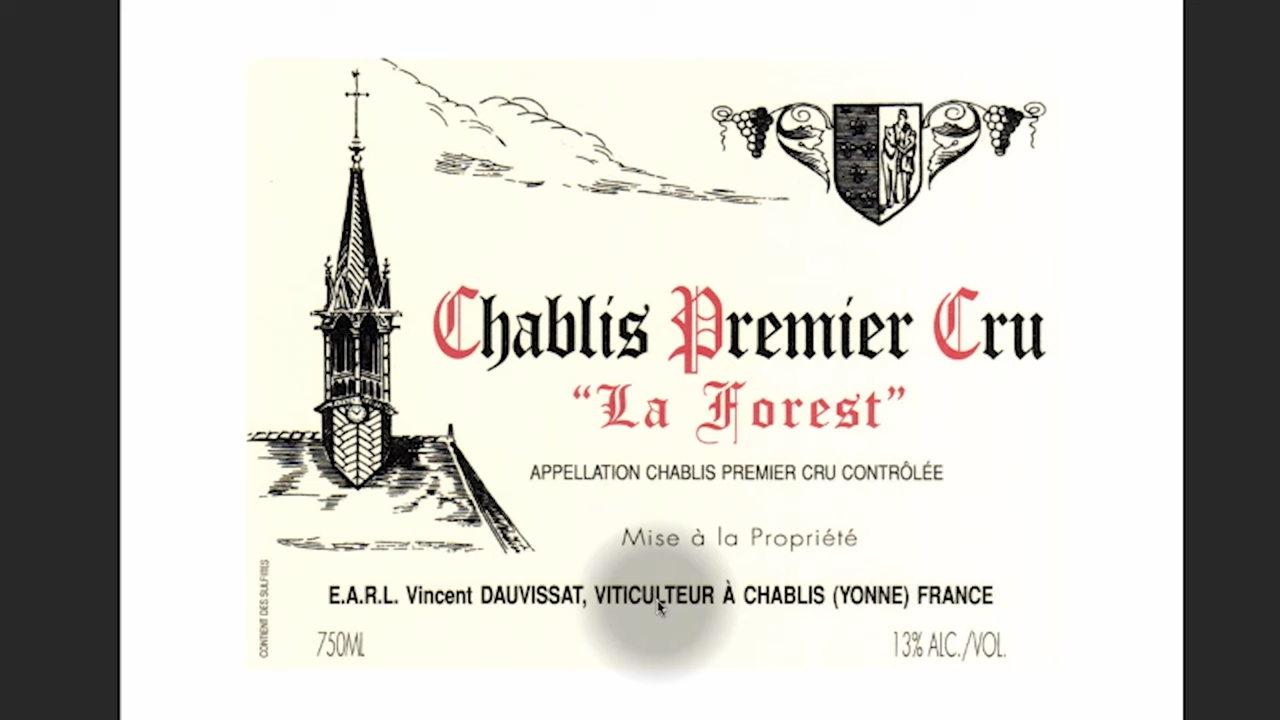 Chablis Premier Cru
“La Forest”
APPELLATION CHABLIS PREMIER CRU CONTRÔLÉE
Mise à la Propriété
E.A.R.L. Vincent DAUVISSAT, VITICULTEUR À CHABLIS (YONNE) FRANCE
750ML 13% ALC./VOL.
CONTIENT DES SULFITES